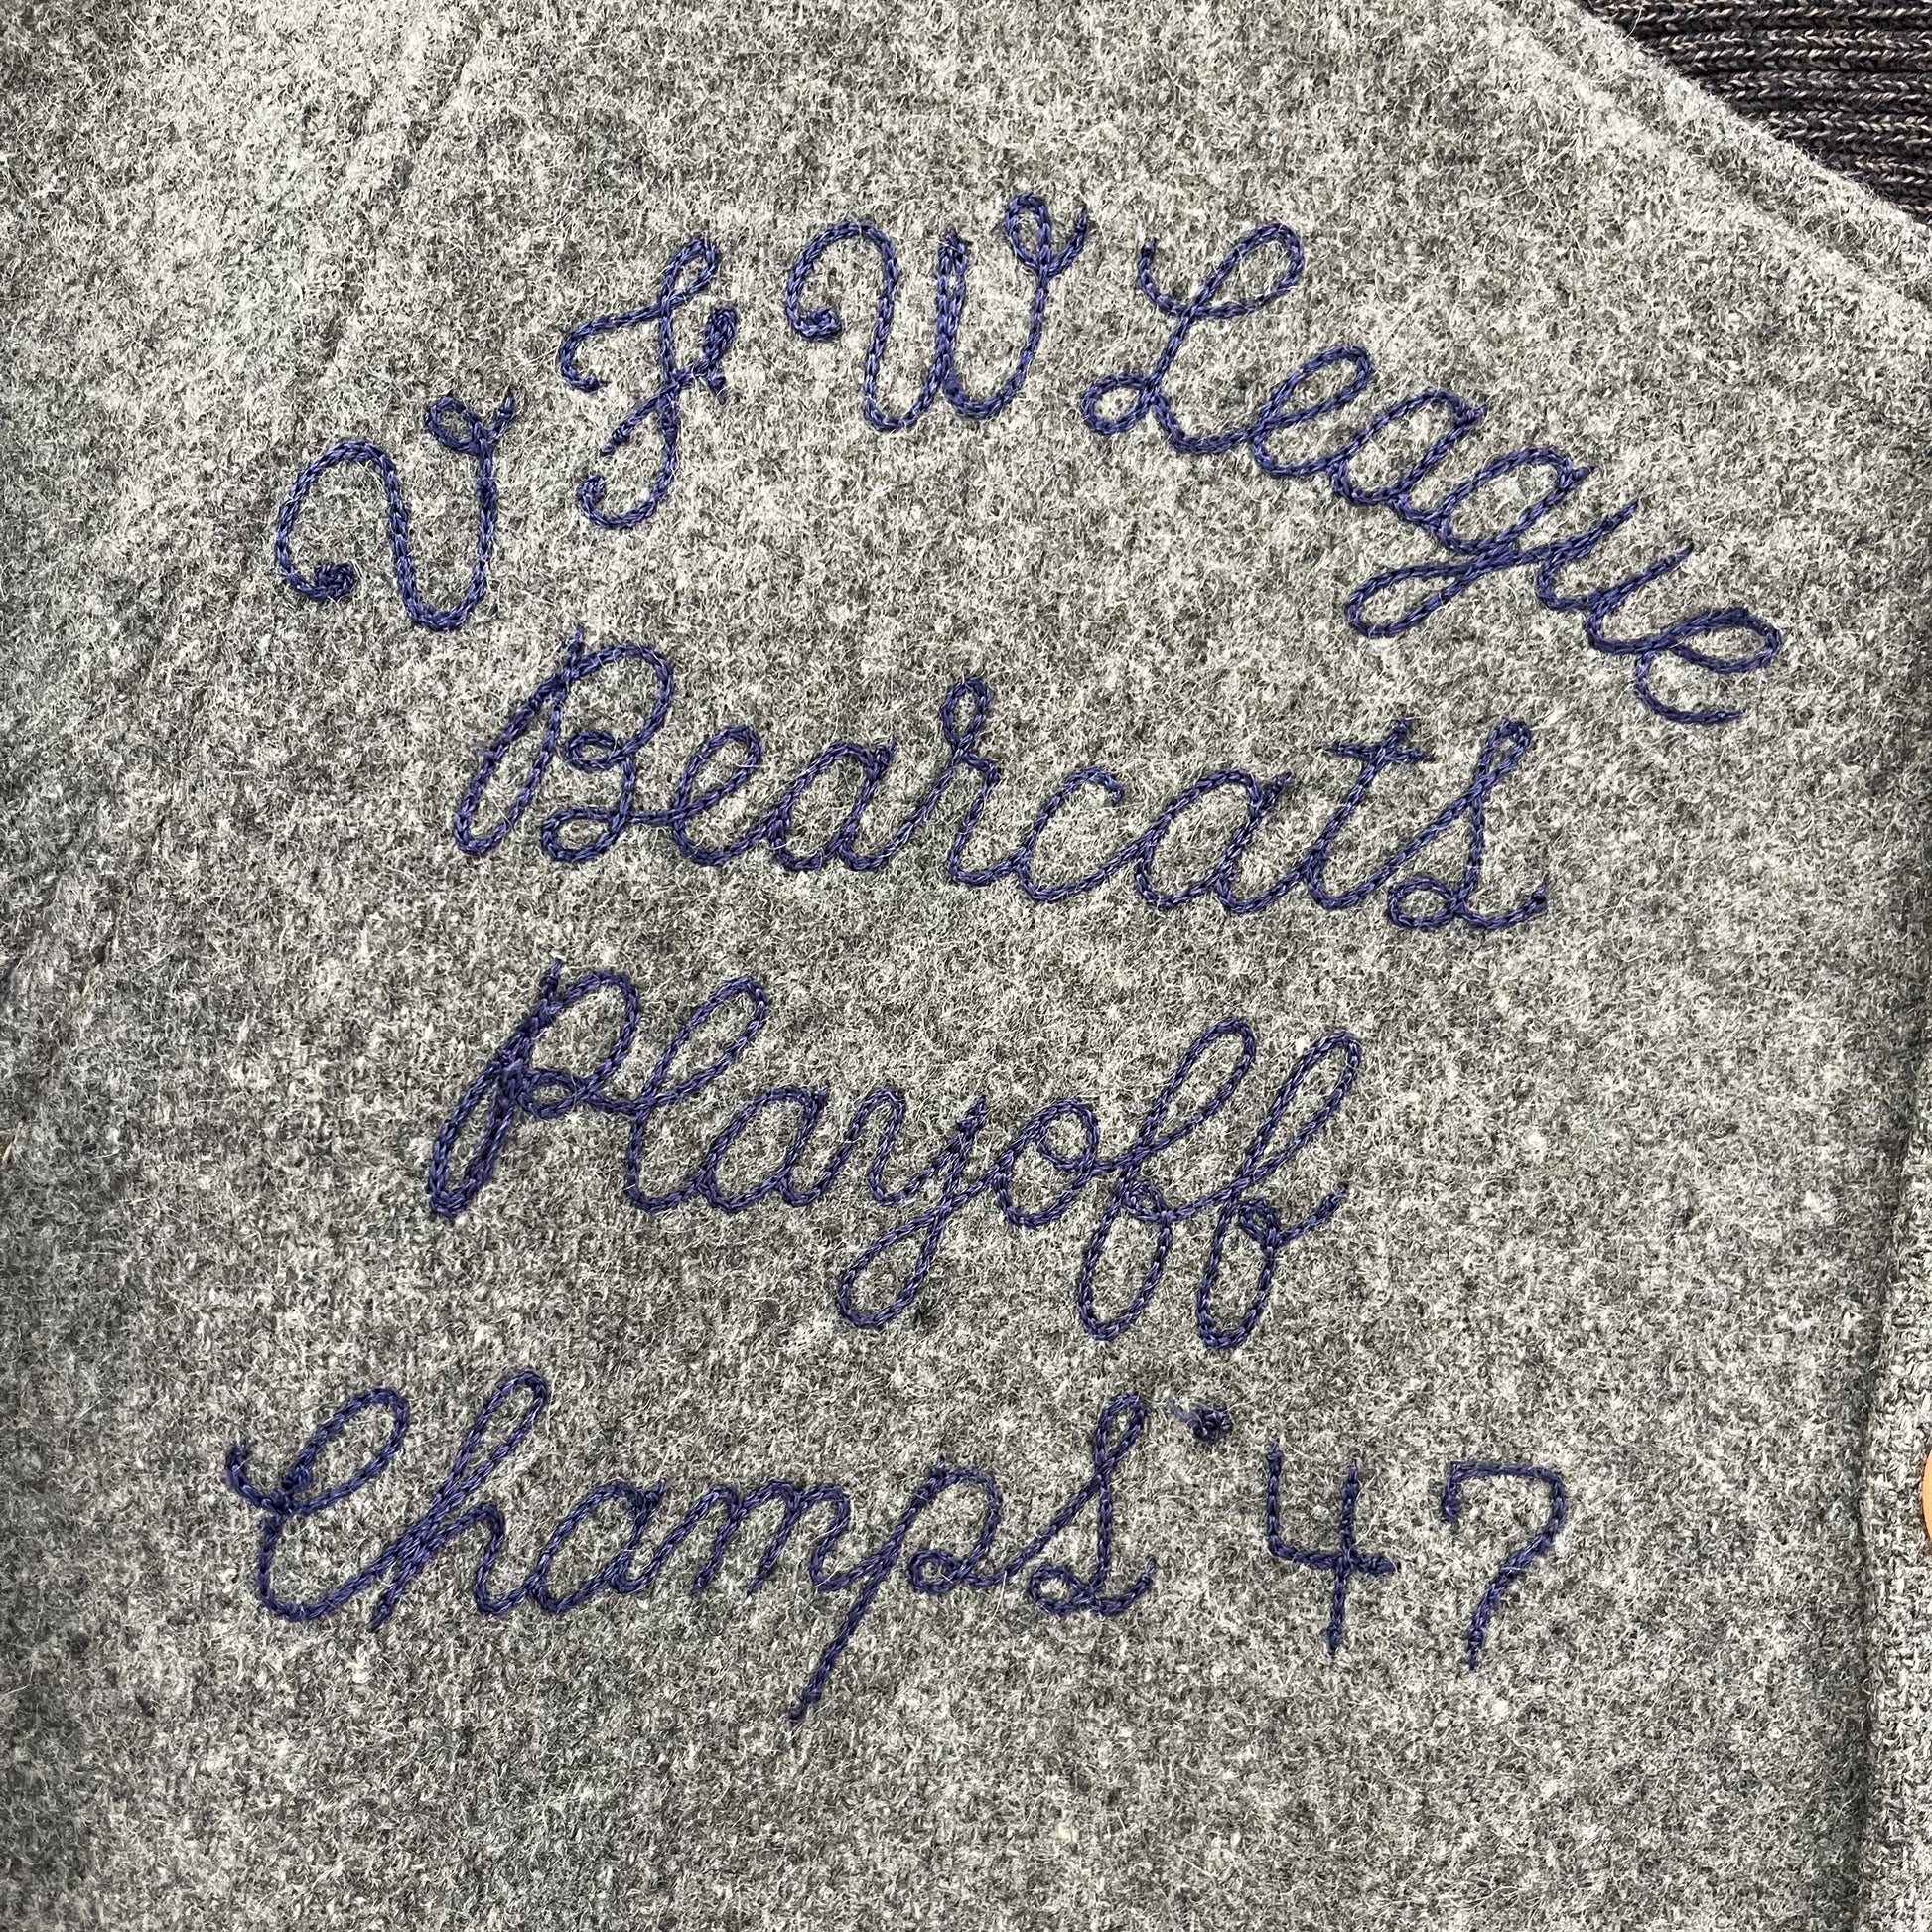 V F W League
Bearcats
Playoff
Champs '47